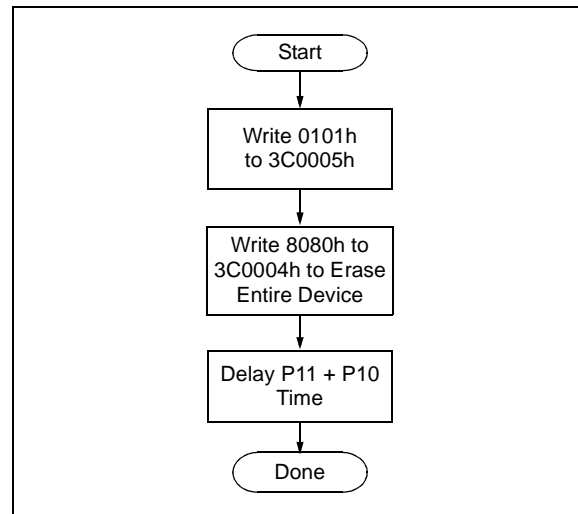 Start
Write 0101h
to 3C0005h
Write 8080h to
3C0004h to Erase
Entire Device
Delay P11 + P10
Time
Done